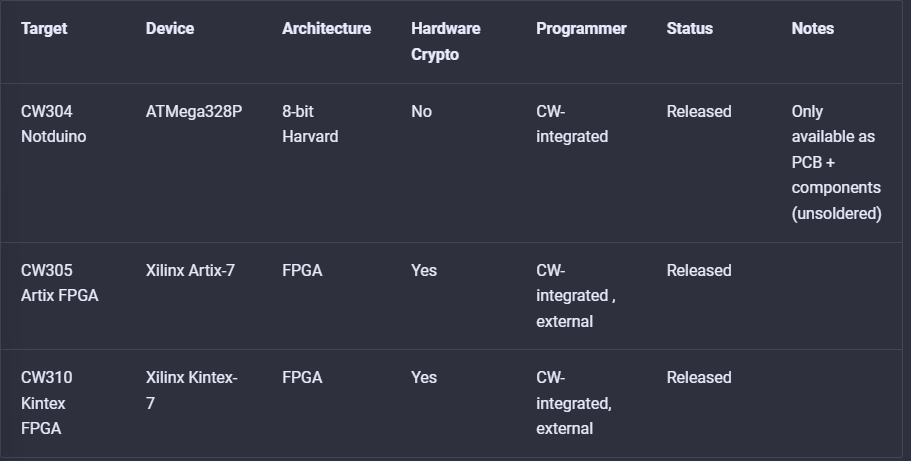 Target Device Architecture Hardware Programmer Status Notes
Crypto
CW304 ATMega328P 8-bit No CW- Released Only
Notduino Harvard integrated available as
PCB +
components
(unsoldered)
CW305 Xilinx Artix-7 FPGA Yes CW- Released
Artix FPGA integrated ,
external
CW310 Xilinx Kintex- FPGA Yes CW- Released
Kintex 7 integrated,
FPGA external